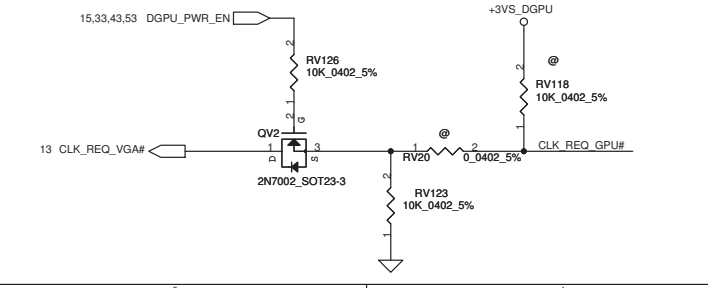 +3VS_DGPU
15,33,43,53 DGPU_PWR_EN
2
RV126
10K_0402_5%
1
@
2
RV118
10K_0402_5%
1
2
G
QV2
13 CLK_REQ_VGA#
1
D
3
S
2N7002_SOT23-3
@
1
RV20
2
0_0402_5%
CLK_REQ_GPU#
2
RV123
10K_0402_5%
1